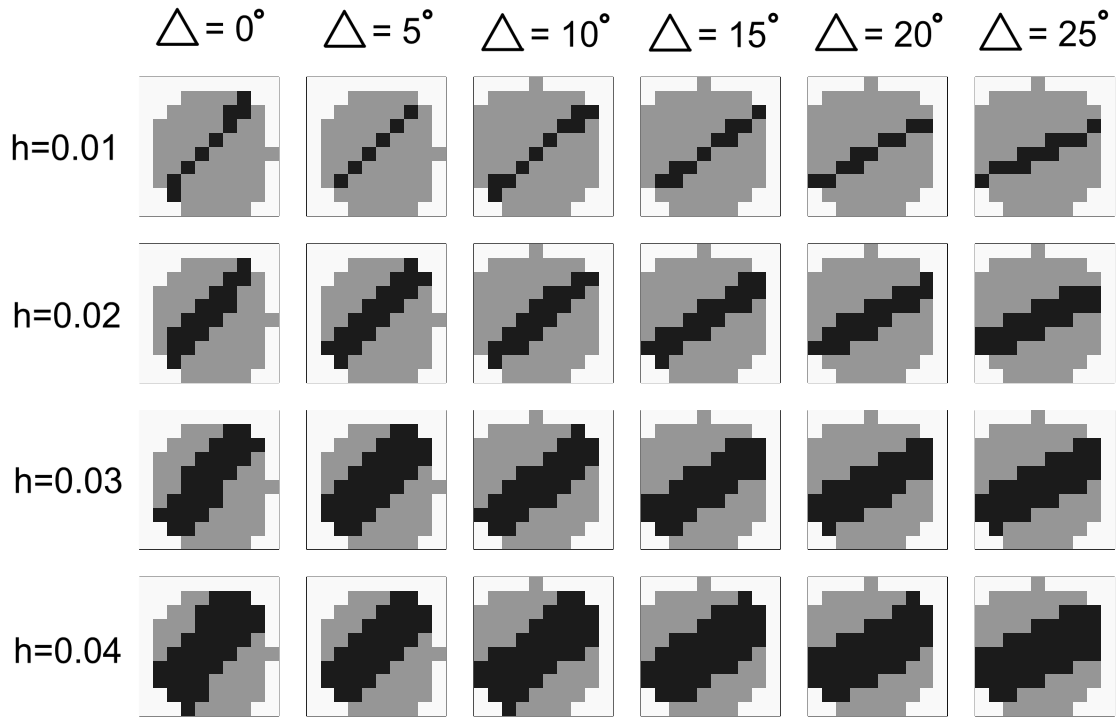 △ = 0° △ = 5° △ = 10° △ = 15° △ = 20° △ = 25°
h=0.01
h=0.02
h=0.03
h=0.04